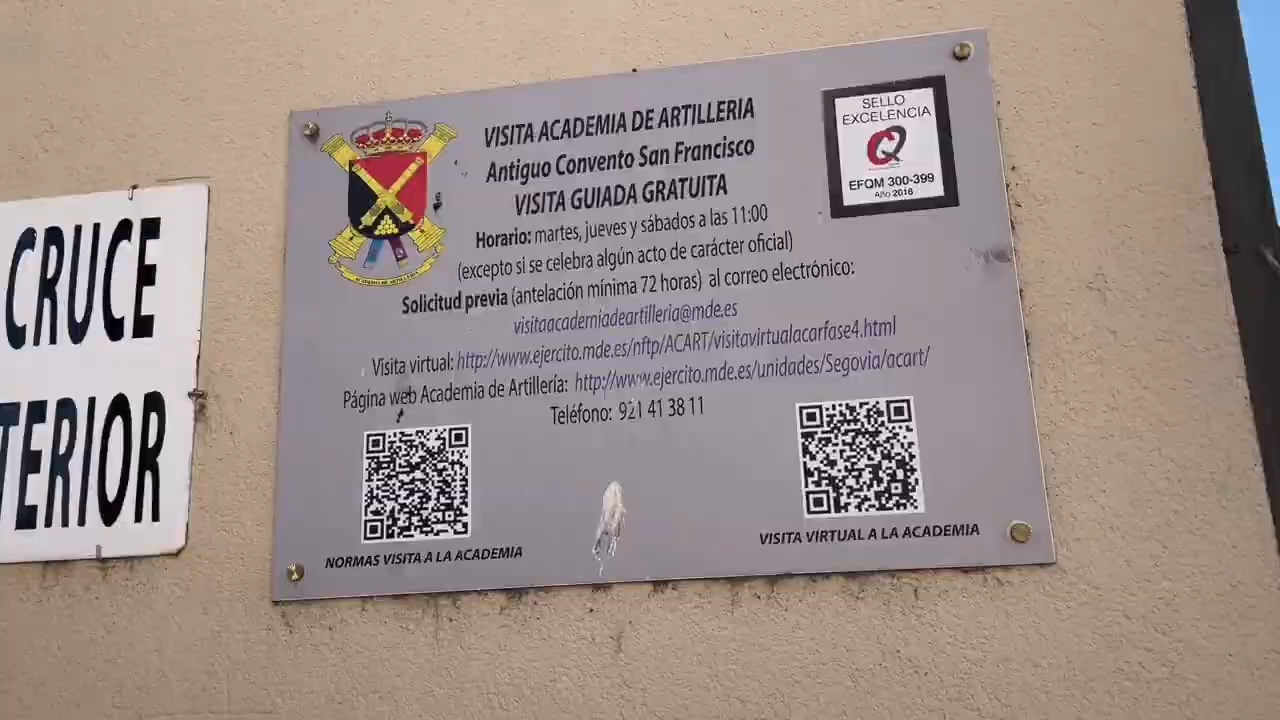 CRUCE
TERIOR
VISITA ACADEMIA DE ARTILLERIA
Antiguo Convento San Francisco
VISITA GUIADA GRATUITA
Horario: martes, jueves y sábados a las 11:00
(excepto si se celebra algún acto de carácter oficial)
Solicitud previa (antelación mínima 72 horas) al correo electrónico:
visitaacademiadeartilleria@mde.es
Visita virtual: http://www.ejercito.mde.es/nftp/ACART/visitavirtualacarfase4.html
Página web Academia de Artillería: http://www.ejercito.mde.es/unidades/Segovia/acart/
Teléfono: 921 41 38 11
NORMAS VISITA A LA ACADEMIA
VISITA VIRTUAL A LA ACADEMIA
SELLO
EXCELENCIA
EFQM 300-399
Año 2016
ACADEMIA DE ARTILLERIA